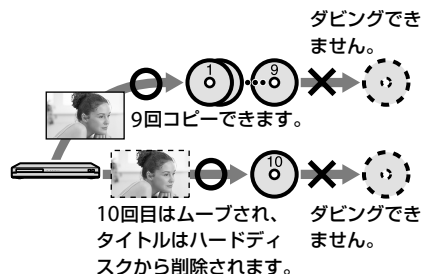 ダビングでき
ません。
1
9
9回コピーできます。
10
10回目はムーブされ、
タイトルはハードディ
スクから削除されます。
ダビングでき
ません。